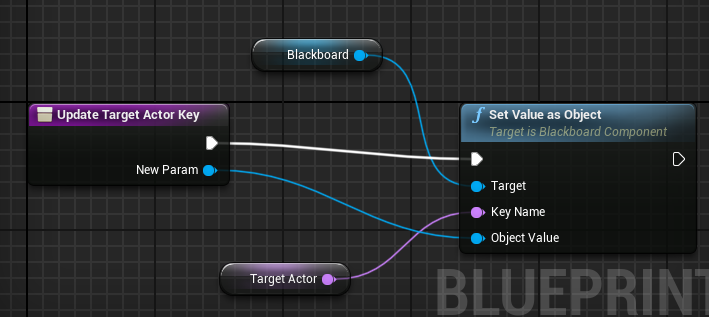 Blackboard
Update Target Actor Key
Set Value as Object
Target is Blackboard Component
New Param
Target
Key Name
Object Value
Target Actor
BLUEPRINT